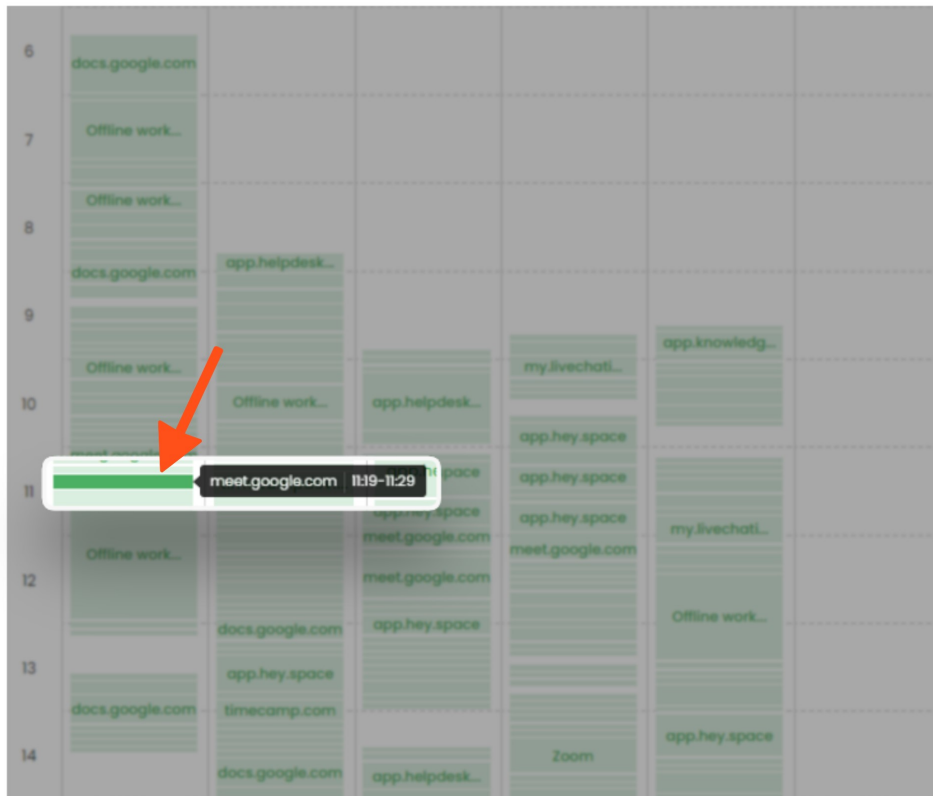 6
docs.google.com
7
Offline work...
Offline work...
8
docs.google.com
app.helpdesk...
9
Offline work...
my.livechati...
app.knowledg...
10
Offline work...
app.helpdesk...
app.hey.space
meet.google.com
app.hey.space
11
meet.google.com 11:19-11:29
app.hey.space
app.hey.space
meet.google.com
meet.google.com
my.livechati...
Offline work...
12
meet.google.com
docs.google.com
app.hey.space
Offline work...
13
app.hey.space
docs.google.com
timecamp.com
app.hey.space
14
docs.google.com
app.helpdesk...
Zoom